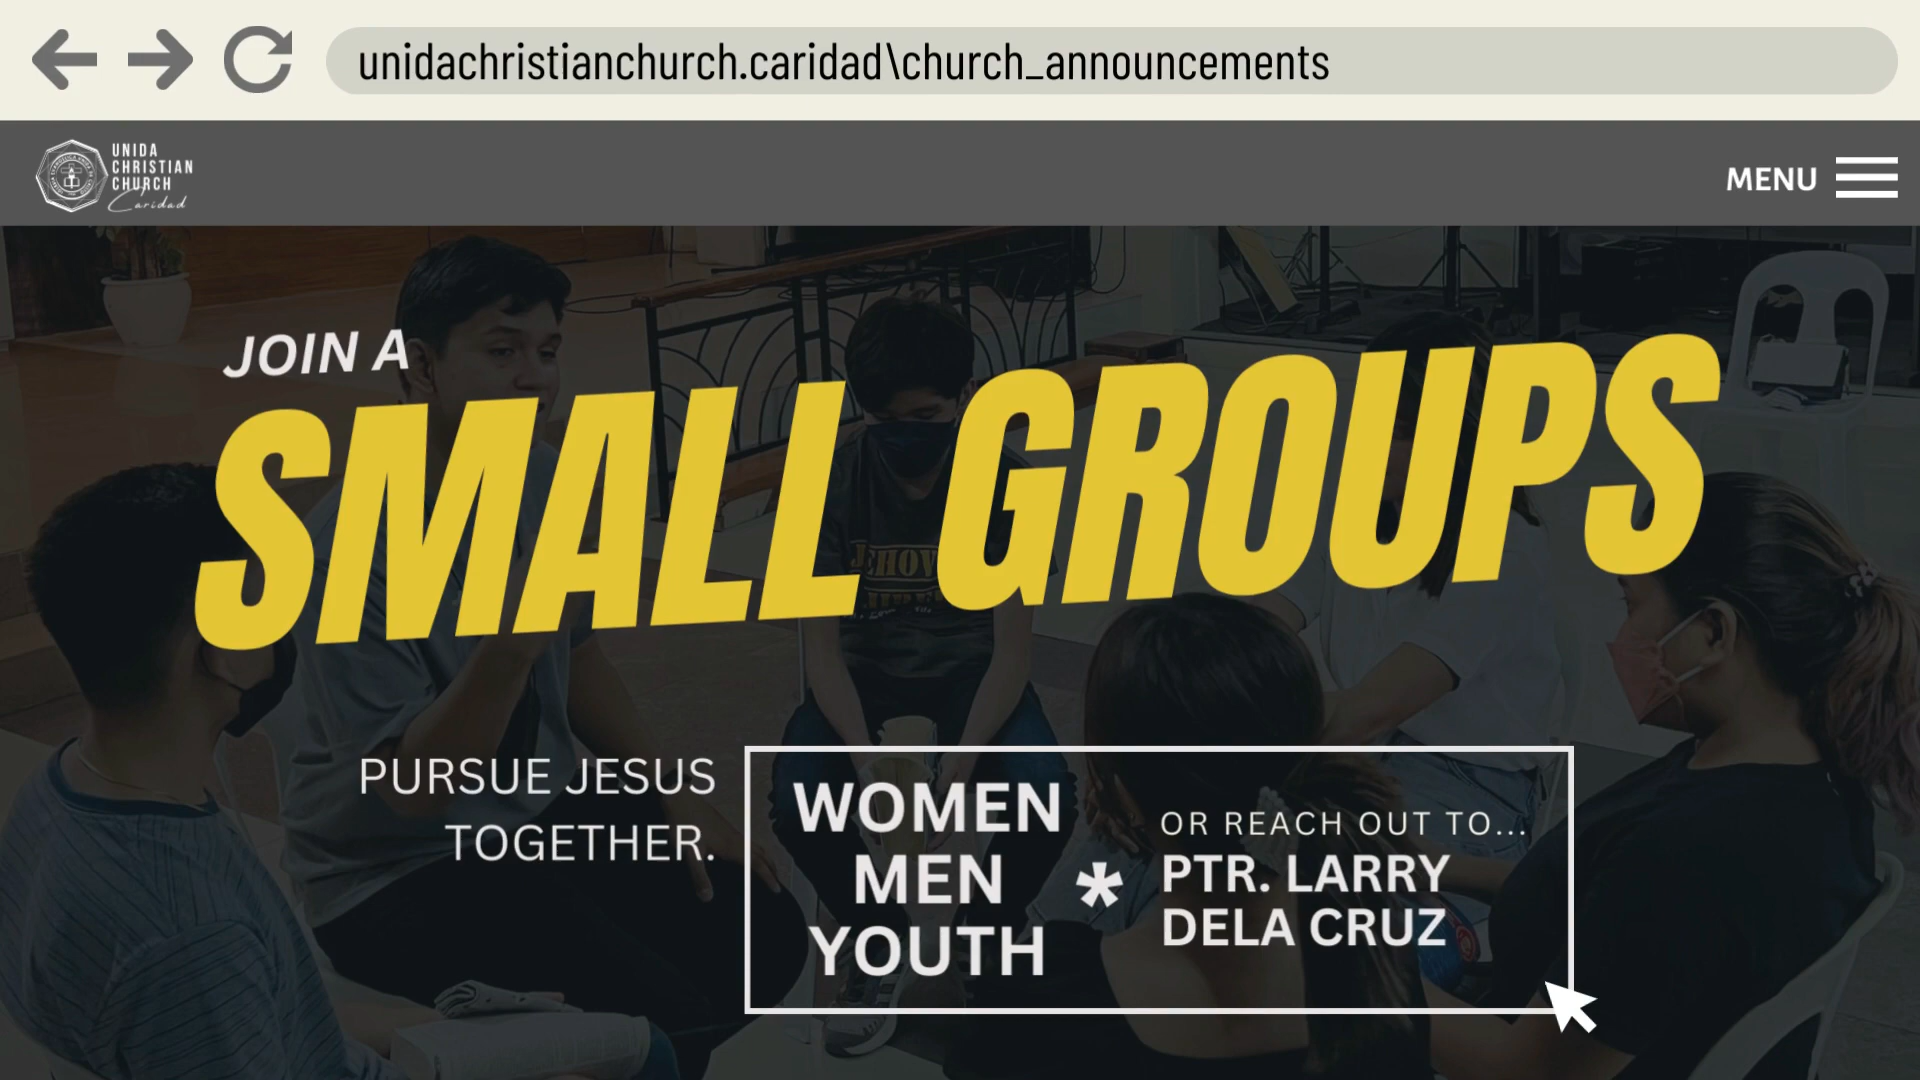 unidachristianchurch.caridad\church_announcements
UNIDA
CHRISTIAN
CHURCH
Caridad
MENU
JOIN A
SMALL GROUPS
JEHOV
PURSUE JESUS
TOGETHER.
WOMEN
MEN
YOUTH
*
OR REACH OUT TO...
PTR. LARRY
DELA CRUZ